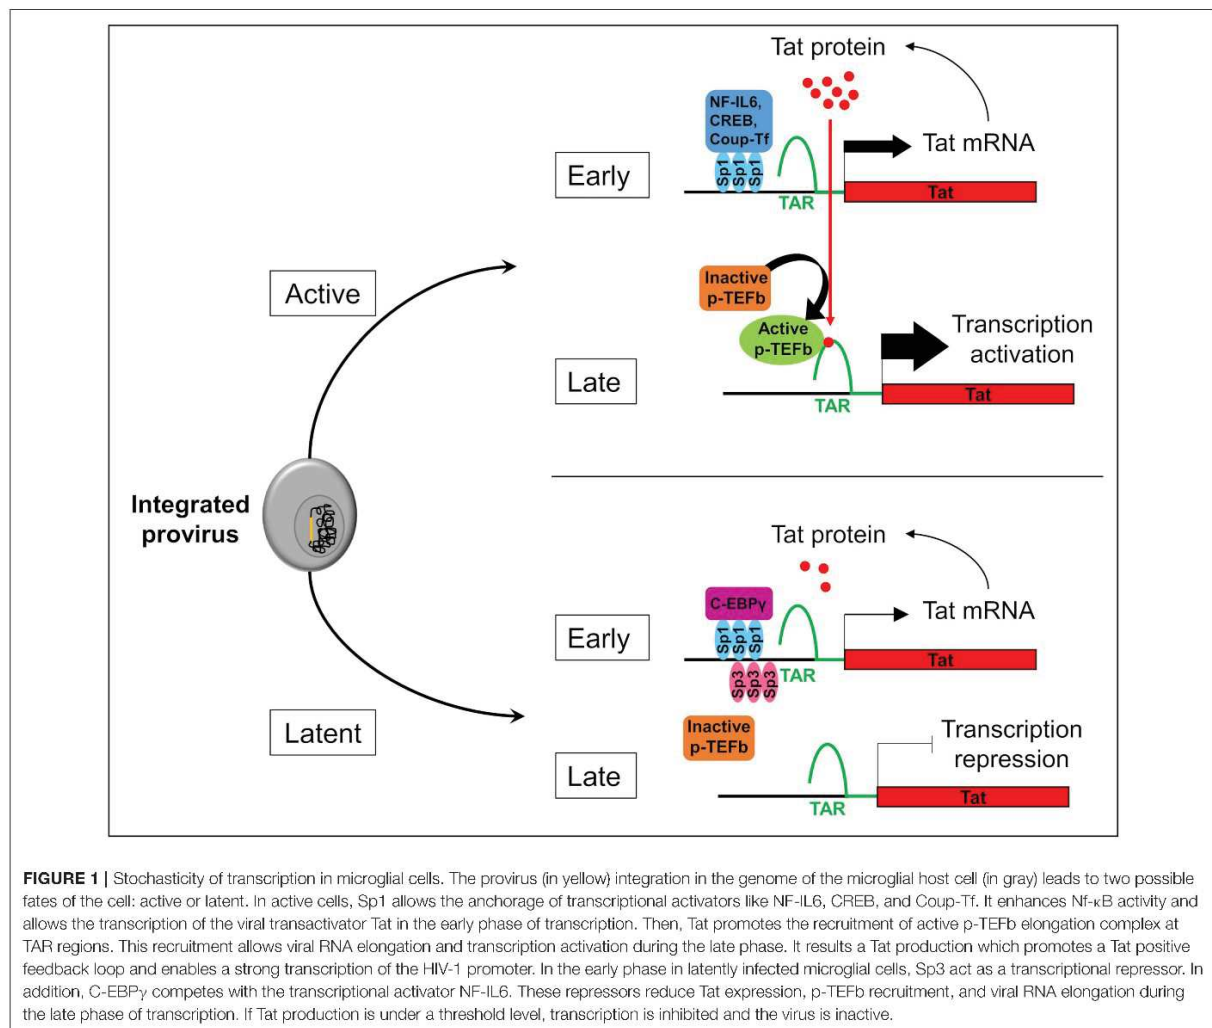 Tat protein
NF-IL6,
CREB,
Coup-Tf
Sp1
Sp1
Sp1
Early
TAR
Tat mRNA
Tat
Active
Inactive
p-TEFb
Active
p-TEFb
Transcription
activation
Late
TAR
Tat
Integrated
provirus
Tat protein
C-EBPγ
Sp1
Sp1
Sp1
Early
Tat mRNA
Tat
Sp3
Sp3
Sp3
TAR
Latent
Inactive
p-TEFb
Transcription
repression
Late
TAR
Tat
FIGURE 1 | Stochasticity of transcription in microglial cells. The provirus (in yellow) integration in the genome of the microglial host cell (in gray) leads to two possible
fates of the cell: active or latent. In active cells, Sp1 allows the anchorage of transcriptional activators like NF-IL6, CREB, and Coup-Tf. It enhances Nf-κB activity and
allows the transcription of the viral transactivator Tat in the early phase of transcription. Then, Tat promotes the recruitment of active p-TEFb elongation complex at
TAR regions. This recruitment allows viral RNA elongation and transcription activation during the late phase. It results a Tat production which promotes a Tat positive
feedback loop and enables a strong transcription of the HIV-1 promoter. In the early phase in latently infected microglial cells, Sp3 act as a transcriptional repressor. In
addition, C-EBPγ competes with the transcriptional activator NF-IL6. These repressors reduce Tat expression, p-TEFb recruitment, and viral RNA elongation during
the late phase of transcription. If Tat production is under a threshold level, transcription is inhibited and the virus is inactive.